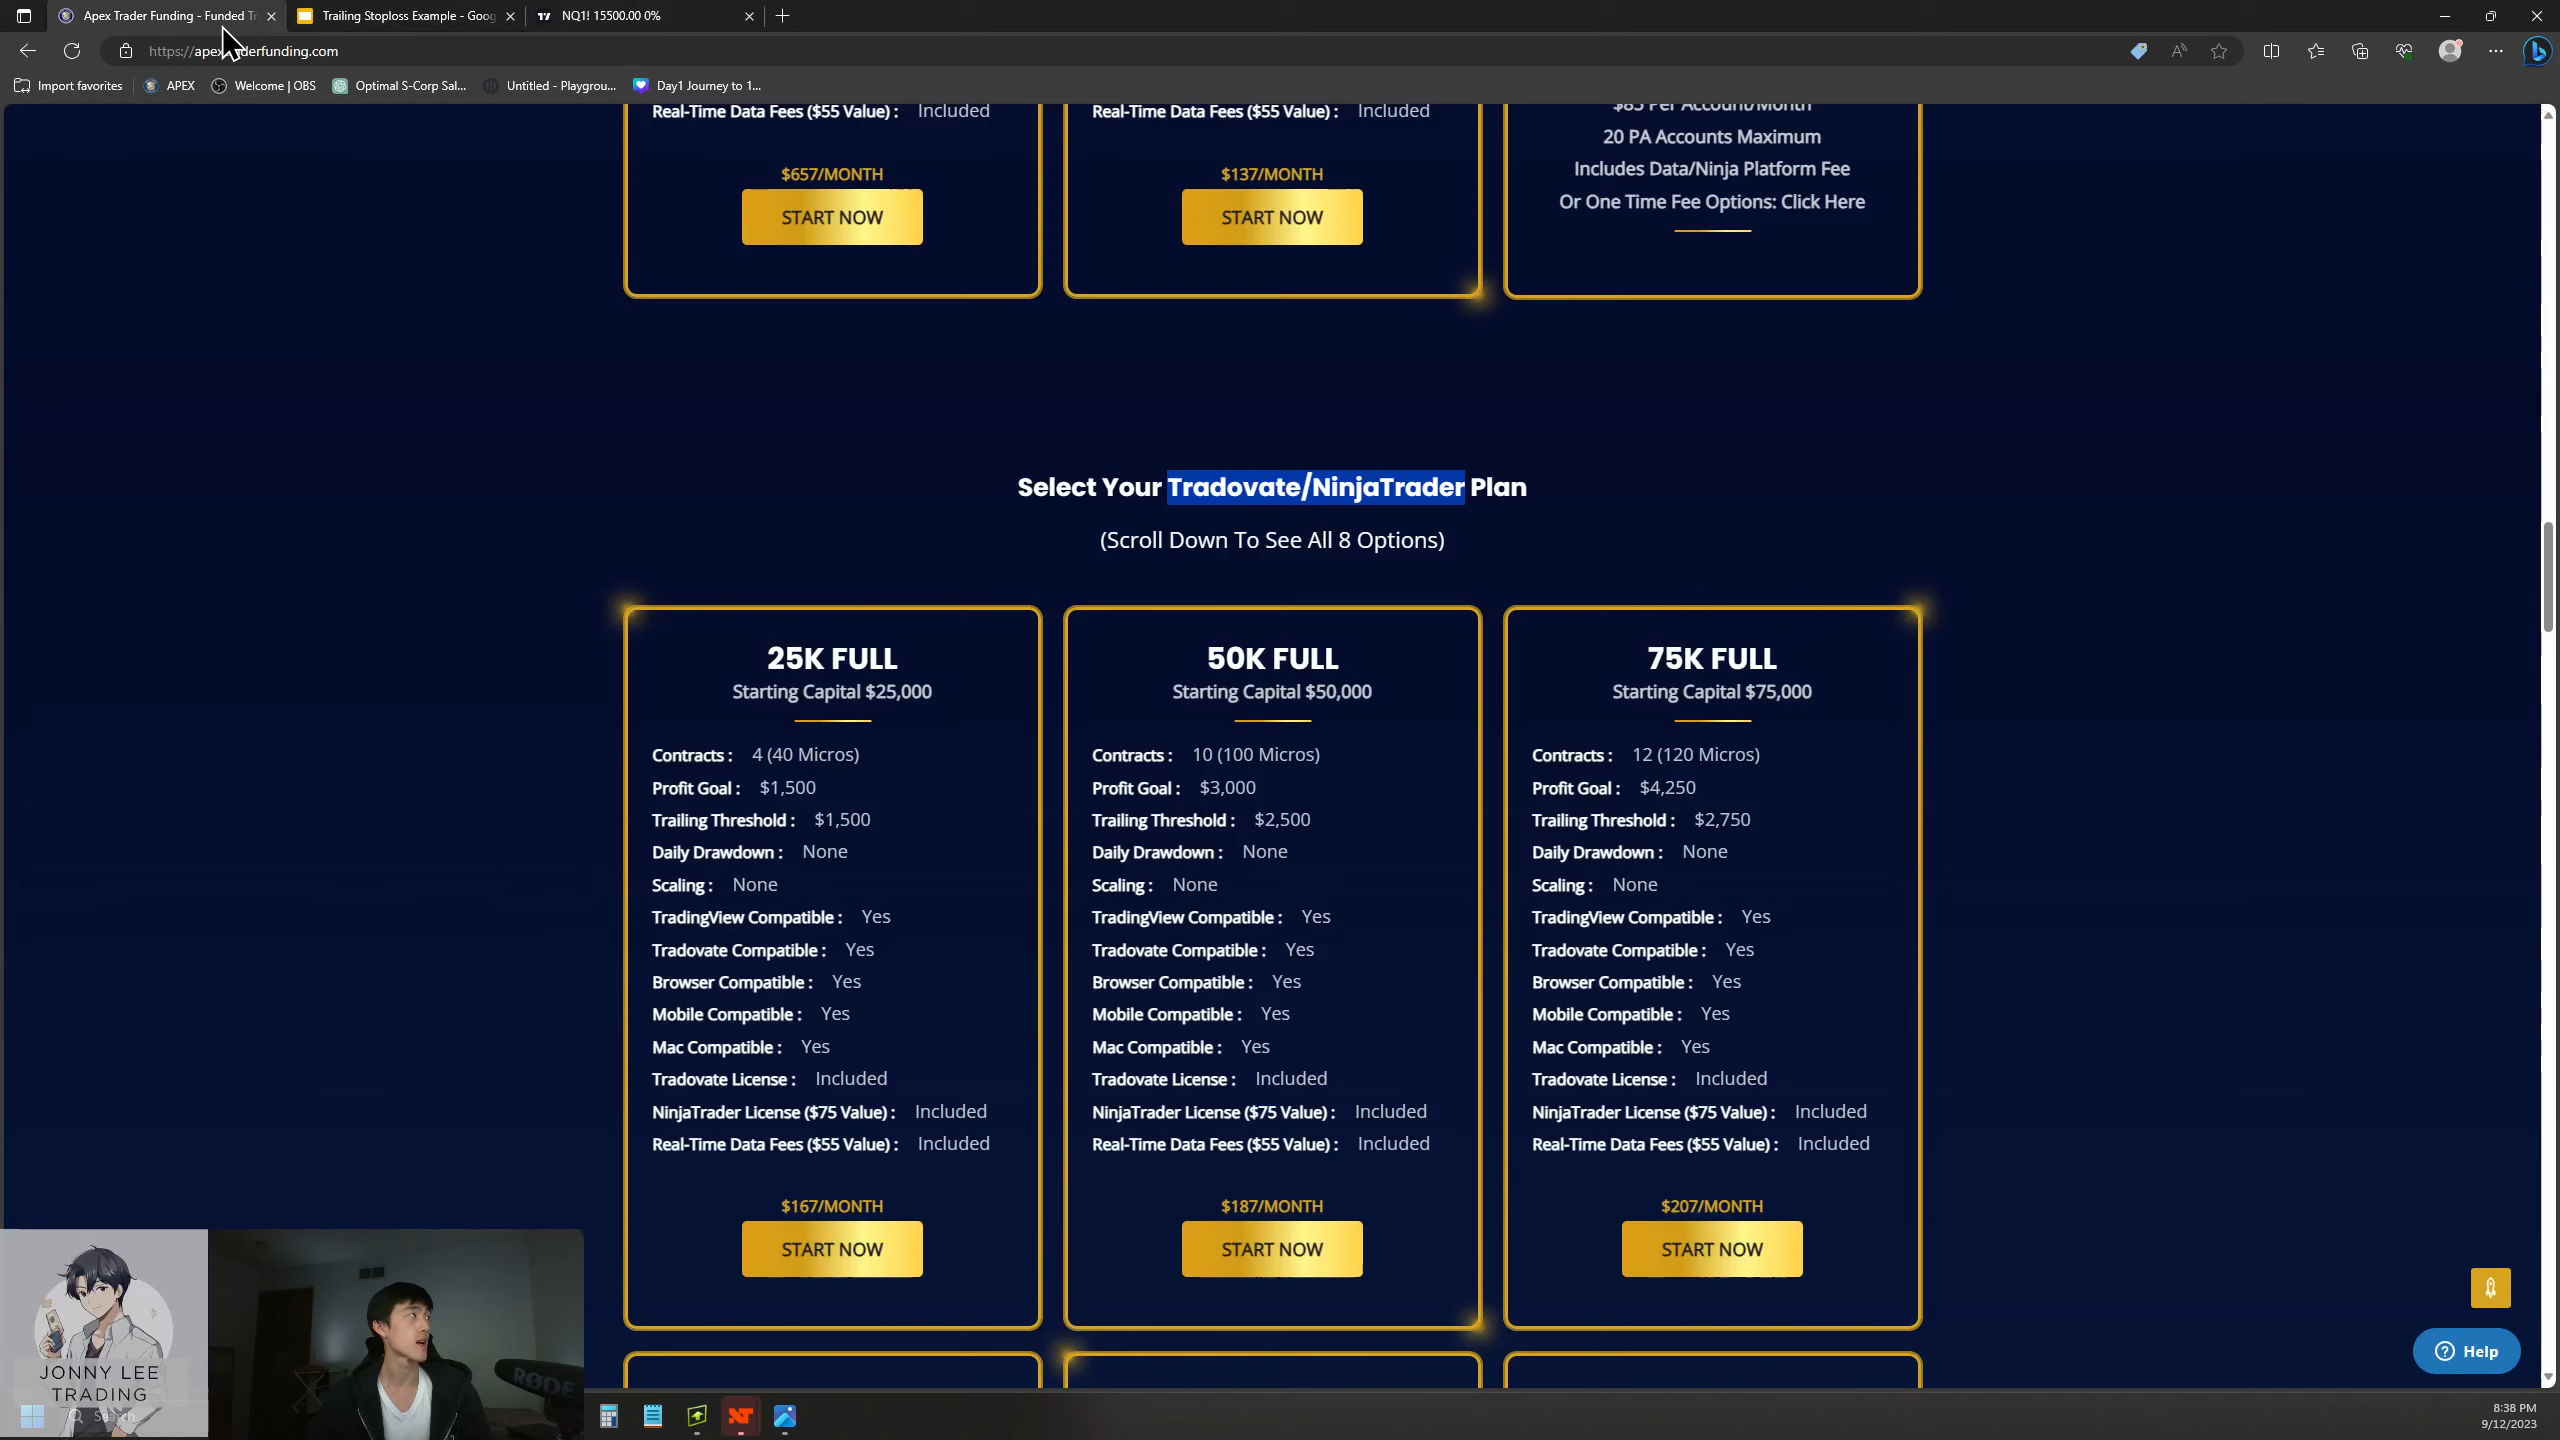 Apex Trader Funding - Funded Tr
Trailing Stoploss Example - Goog
NQ1! 15500.00 0%
Import favorites
APEX
Welcome | OBS
Optimal S-Corp Sal...
Untitled - Playgrou...
Day1 Journey to 1...
Real-Time Data Fees ($55 Value) : Included
$657/MONTH
START NOW
Real-Time Data Fees ($55 Value) : Included
$137/MONTH
START NOW
$85 Per Account/Month
20 PA Accounts Maximum
Includes Data/Ninja Platform Fee
Or One Time Fee Options: Click Here
Select Your Tradovate/NinjaTrader Plan
(Scroll Down To See All 8 Options)
25K FULL
Starting Capital $25,000
Contracts : 4 (40 Micros)
Profit Goal : $1,500
Trailing Threshold : $1,500
Daily Drawdown : None
Scaling : None
TradingView Compatible : Yes
Tradovate Compatible : Yes
Browser Compatible : Yes
Mobile Compatible : Yes
Mac Compatible : Yes
Tradovate License : Included
NinjaTrader License ($75 Value) : Included
Real-Time Data Fees ($55 Value) : Included
$167/MONTH
START NOW
50K FULL
Starting Capital $50,000
Contracts : 10 (100 Micros)
Profit Goal : $3,000
Trailing Threshold : $2,500
Daily Drawdown : None
Scaling : None
TradingView Compatible : Yes
Tradovate Compatible : Yes
Browser Compatible : Yes
Mobile Compatible : Yes
Mac Compatible : Yes
Tradovate License : Included
NinjaTrader License ($75 Value) : Included
Real-Time Data Fees ($55 Value) : Included
$187/MONTH
START NOW
75K FULL
Starting Capital $75,000
Contracts : 12 (120 Micros)
Profit Goal : $4,250
Trailing Threshold : $2,750
Daily Drawdown : None
Scaling : None
TradingView Compatible : Yes
Tradovate Compatible : Yes
Browser Compatible : Yes
Mobile Compatible : Yes
Mac Compatible : Yes
Tradovate License : Included
NinjaTrader License ($75 Value) : Included
Real-Time Data Fees ($55 Value) : Included
$207/MONTH
START NOW
Help
JONNY LEE
TRADING
Search
RØDE
8:38 PM
9/12/2023